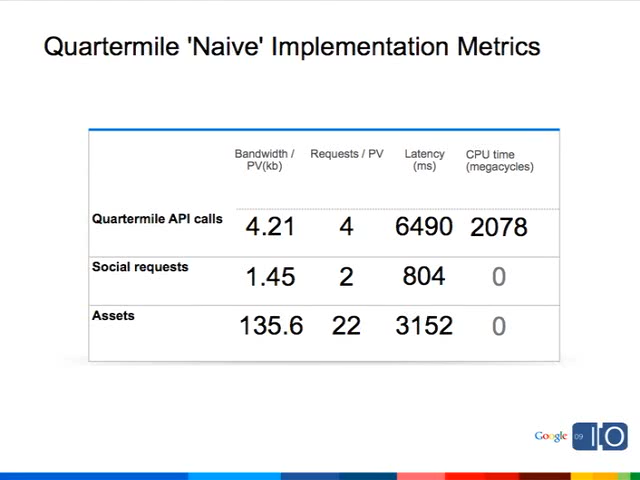 Quartermile 'Naive' Implementation Metrics
Bandwidth / PV(kb) Requests / PV Latency (ms) CPU time (megacycles)
Quartermile API calls 4.21 4 6490 2078
Social requests 1.45 2 804 0
Assets 135.6 22 3152 0
Google 09 I/O